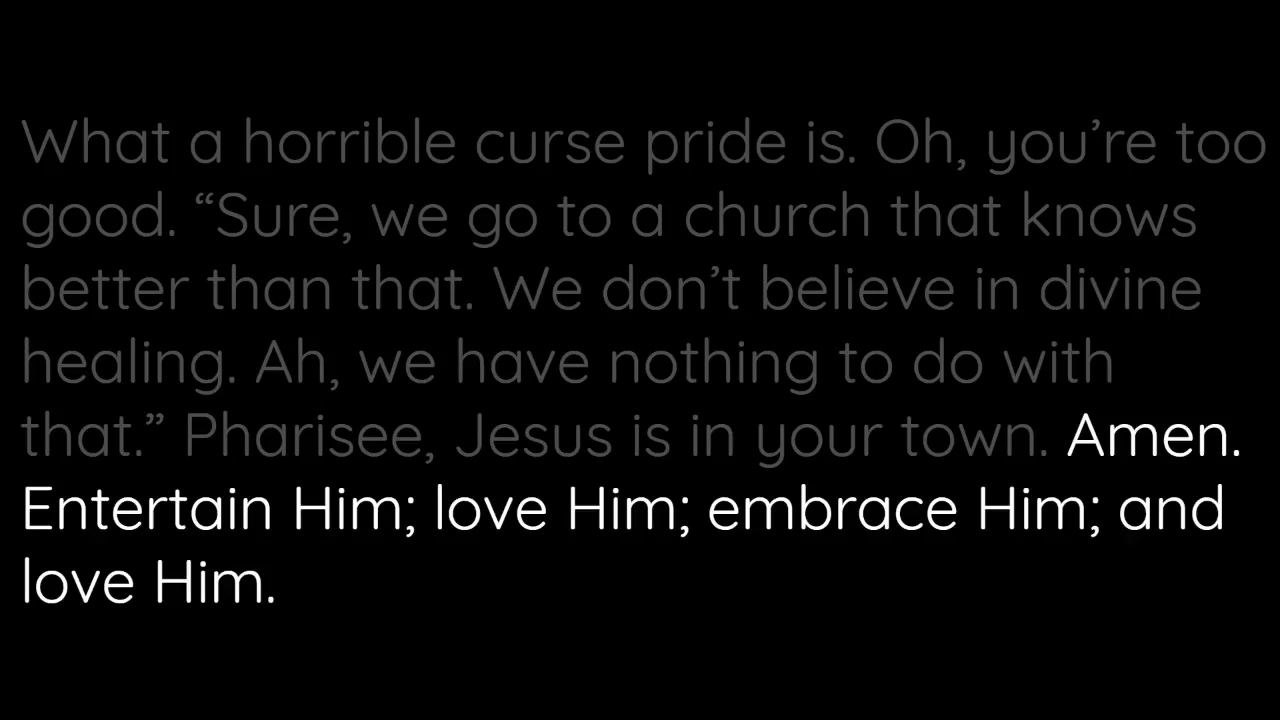 What a horrible curse pride is. Oh, you’re too
good. “Sure, we go to a church that knows
better than that. We don’t believe in divine
healing. Ah, we have nothing to do with
that.” Pharisee, Jesus is in your town. Amen.
Entertain Him; love Him; embrace Him; and
love Him.